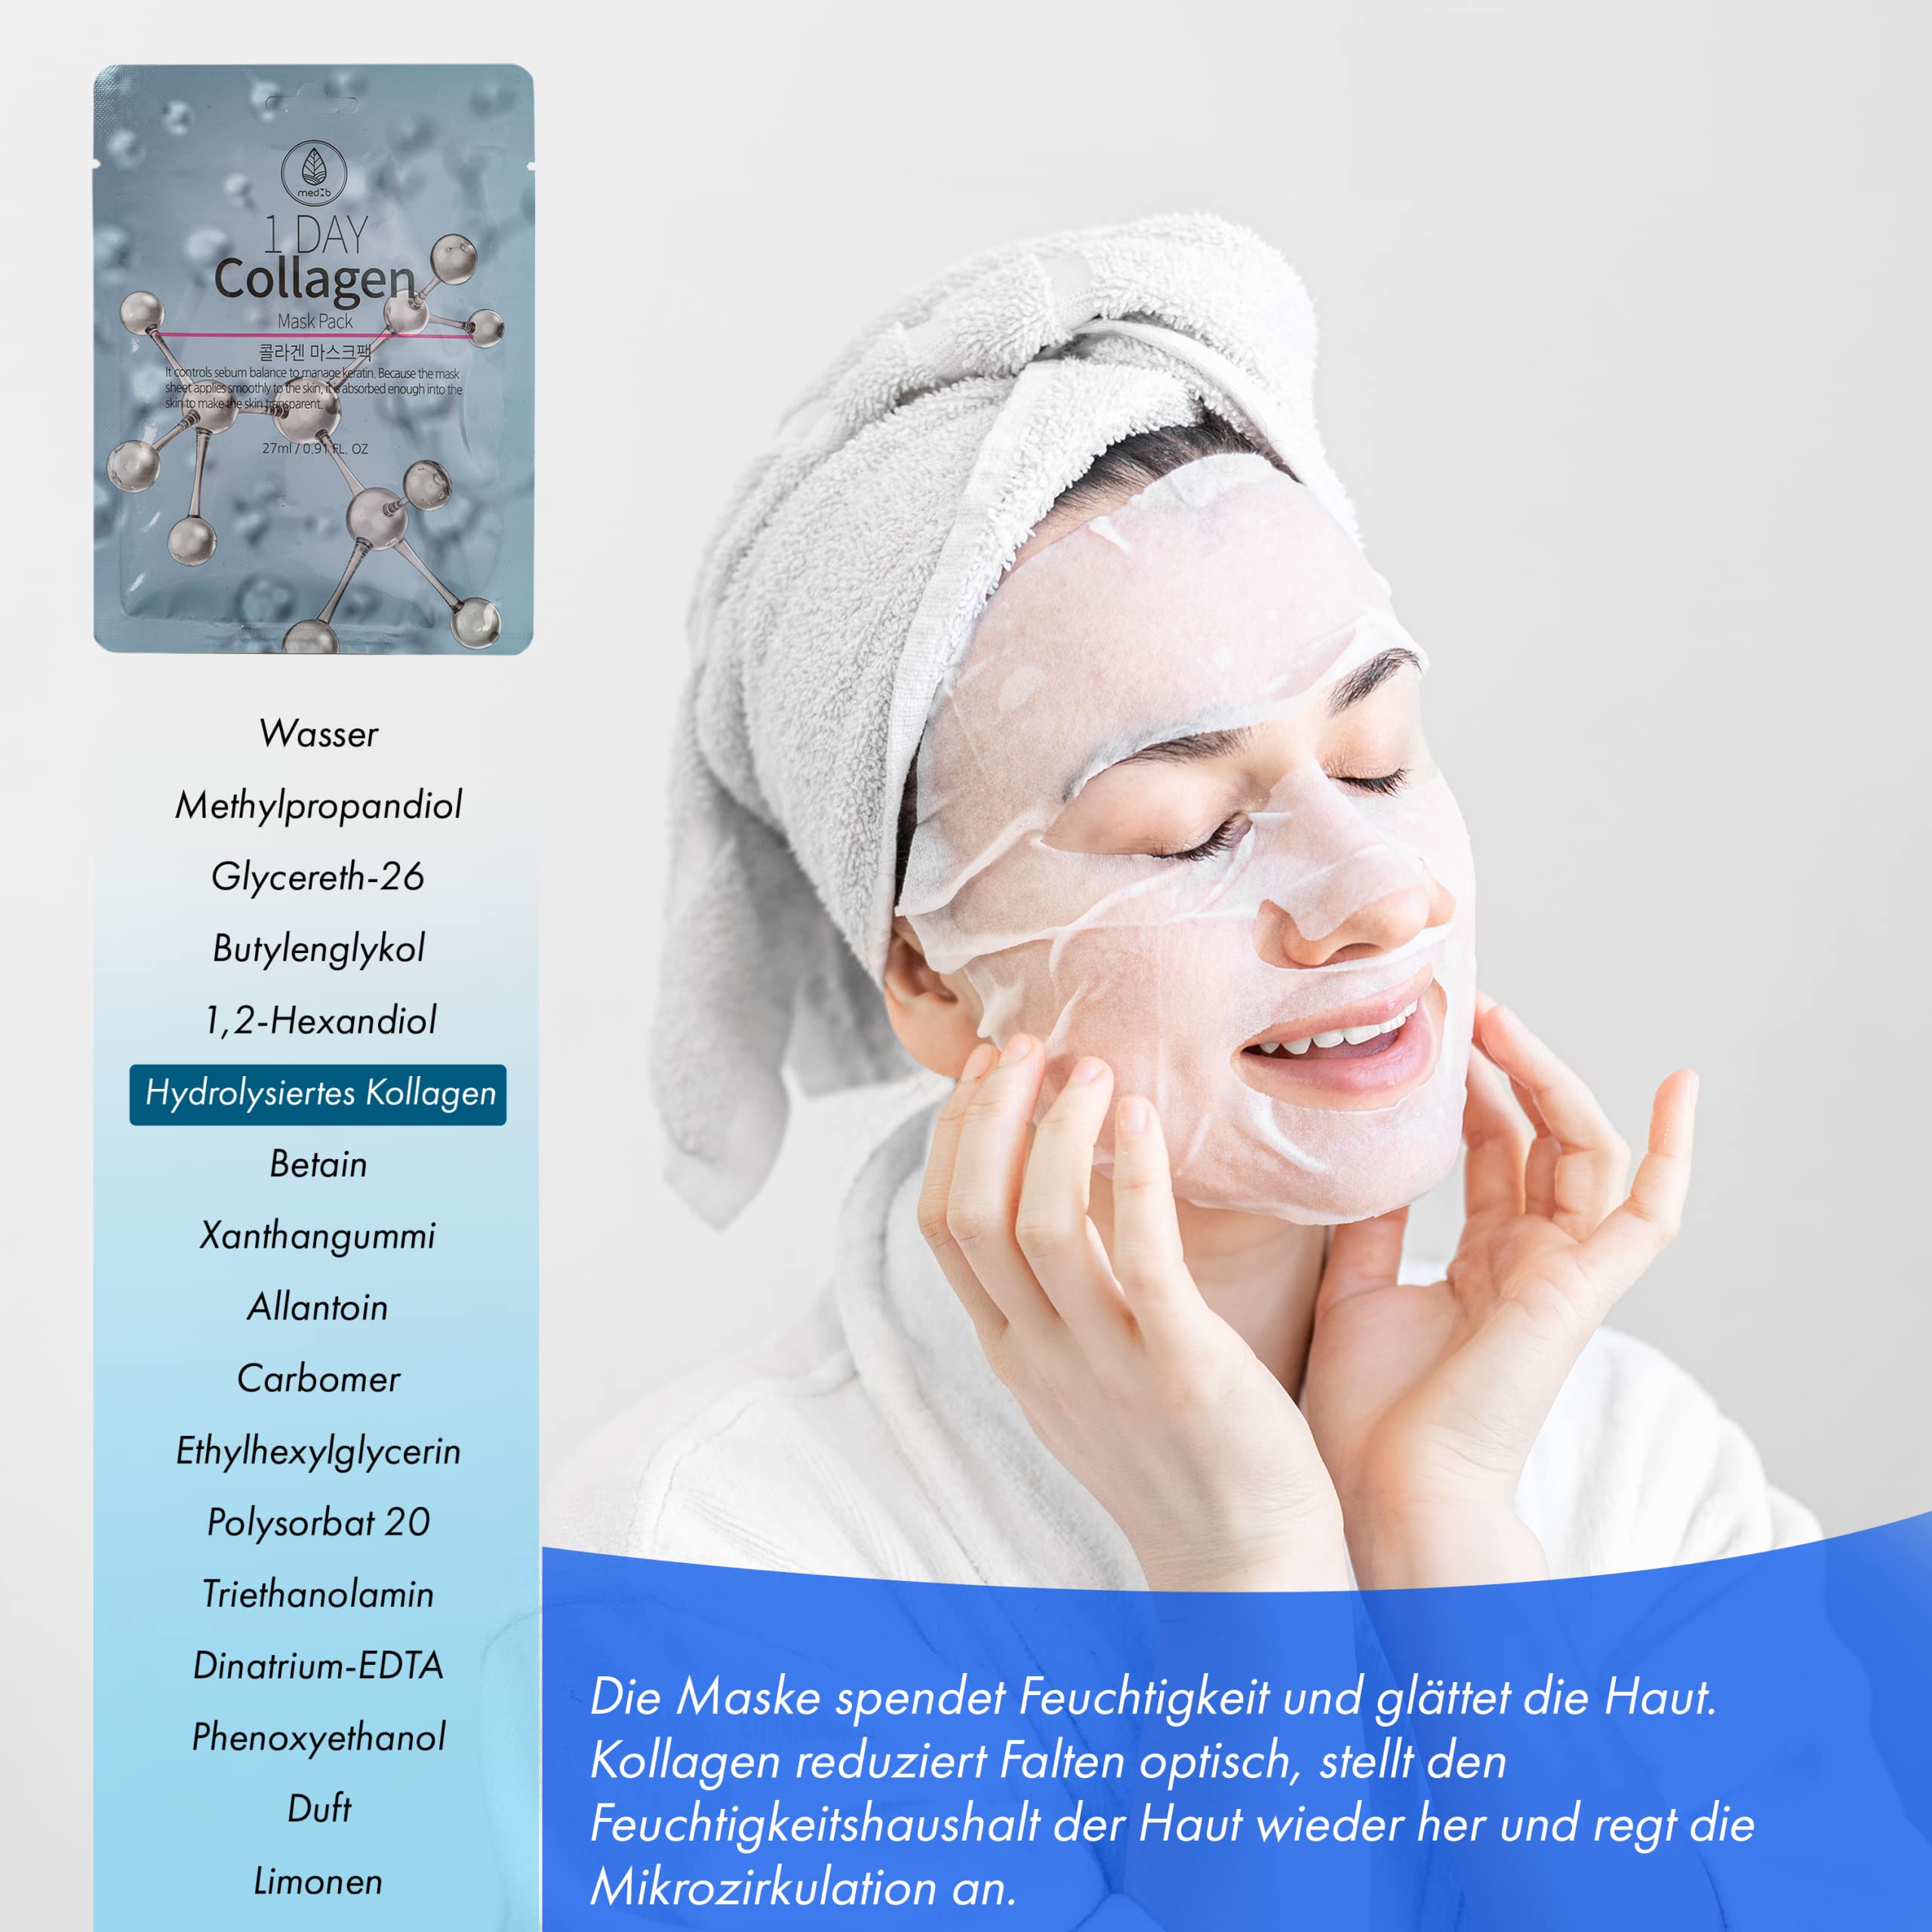 medib
1 DAY
Collagen
Mask Pack
콜라겐 마스크팩
It controls sebum balance to manage keratin. Because the mask
sheet applies smoothly to the skin, it is absorbed enough into the
skin to make the skin transparent.
27ml / 0.91 FL. OZ
Wasser
Methylpropandiol
Glycereth-26
Butylenglykol
1,2-Hexandiol
Hydrolysiertes Kollagen
Betain
Xanthangummi
Allantoin
Carbomer
Ethylhexylglycerin
Polysorbat 20
Triethanolamin
Dinatrium-EDTA
Phenoxyethanol
Duft
Limonen
Die Maske spendet Feuchtigkeit und glättet die Haut.
Kollagen reduziert Falten optisch, stellt den
Feuchtigkeitshaushalt der Haut wieder her und regt die
Mikrozirkulation an.